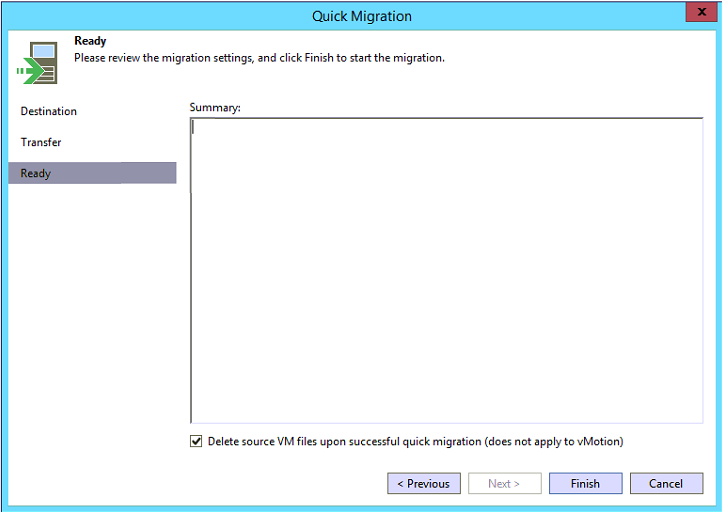 Quick Migration
x
Ready
Please review the migration settings, and click Finish to start the migration.
Destination
Summary:
Transfer
Ready
Delete source VM files upon successful quick migration (does not apply to vMotion)
< Previous
Next >
Finish
Cancel